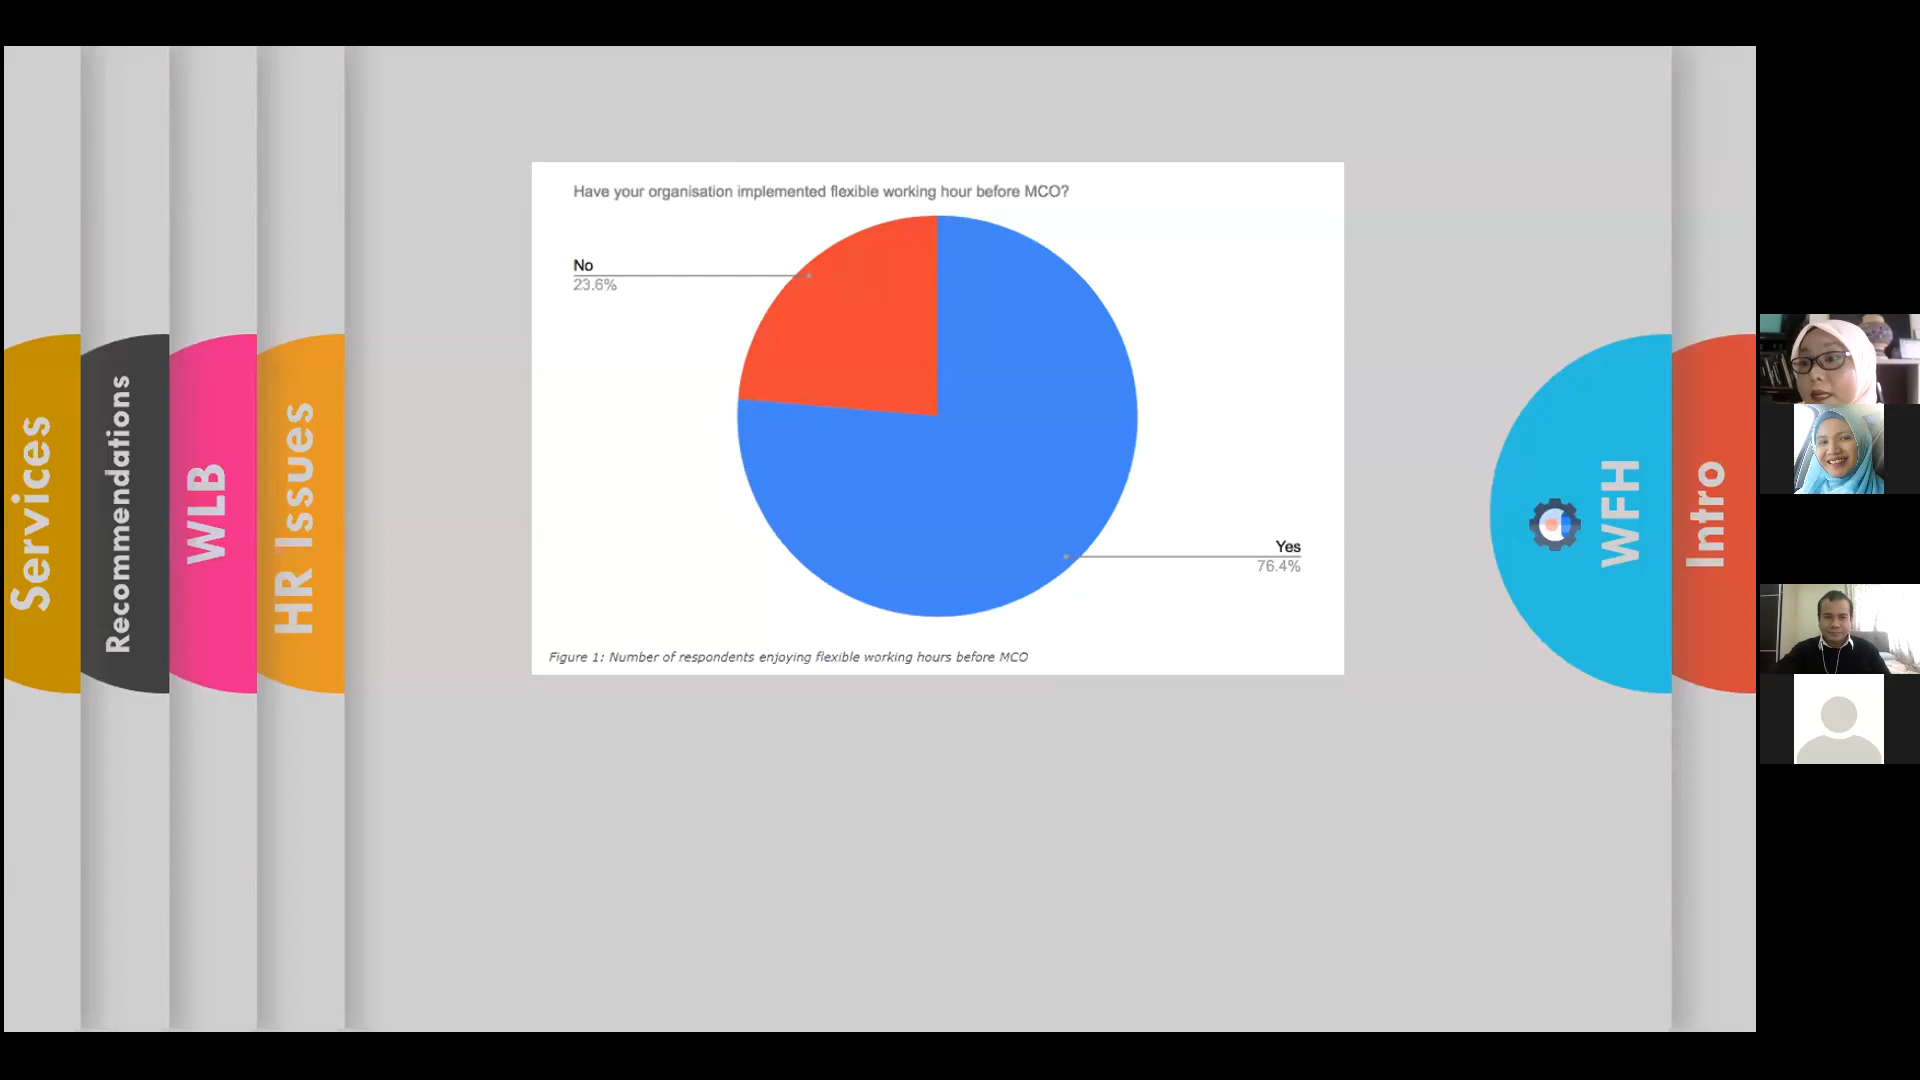 Services
Recommendations
WLB
HR Issues
Have your organisation implemented flexible working hour before MCO?
No
23.6%
Yes
76.4%
Figure 1: Number of respondents enjoying flexible working hours before MCO
WFH
Intro